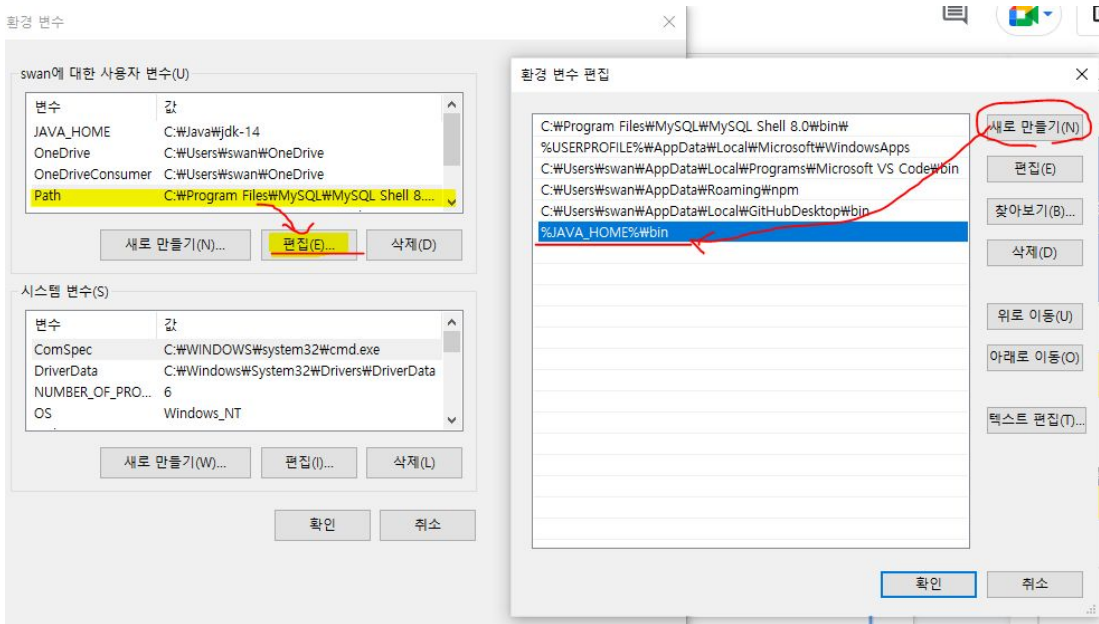 환경 변수
swan에 대한 사용자 변수(U)
변수 값
JAVA_HOME C:₩Java₩jdk-14
OneDrive C:₩Users₩swan₩OneDrive
OneDriveConsumer C:₩Users₩swan₩OneDrive
Path C:₩Program Files₩MySQL₩MySQL Shell 8....
새로 만들기(N)... 편집(E)... 삭제(D)
시스템 변수(S)
변수 값
ComSpec C:₩WINDOWS₩system32₩cmd.exe
DriverData C:₩Windows₩System32₩Drivers₩DriverData
NUMBER_OF_PRO... 6
OS Windows_NT
새로 만들기(W)... 편집(I)... 삭제(L)
확인 취소
환경 변수 편집
C:₩Program Files₩MySQL₩MySQL Shell 8.0₩bin₩
%USERPROFILE%₩AppData₩Local₩Microsoft₩WindowsApps
C:₩Users₩swan₩AppData₩Local₩Programs₩Microsoft VS Code₩bin
C:₩Users₩swan₩AppData₩Roaming₩npm
C:₩Users₩swan₩AppData₩Local₩GitHubDesktop₩bin
%JAVA_HOME%₩bin
새로 만들기(N)
편집(E)
찾아보기(B)...
삭제(D)
위로 이동(U)
아래로 이동(O)
텍스트 편집(T)...
확인 취소